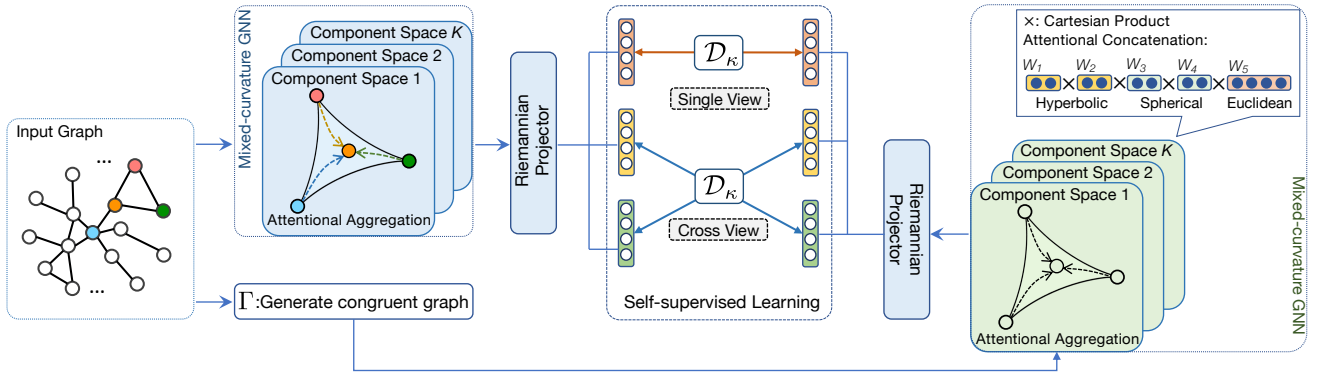 Input Graph
...
...
Mixed-curvature GNN
Component Space K
Component Space 2
Component Space 1
Attentional Aggregation
Γ:Generate congruent graph
Riemannian
Projector
𝒟κ
Single View
𝒟κ
Cross View
Self-supervised Learning
Riemannian
Projector
×: Cartesian Product
Attentional Concatenation:
W1 W2 W3 W4 W5
× × × ×
Hyperbolic Spherical Euclidean
Component Space K
Component Space 2
Component Space 1
Attentional Aggregation
Mixed-curvature GNN